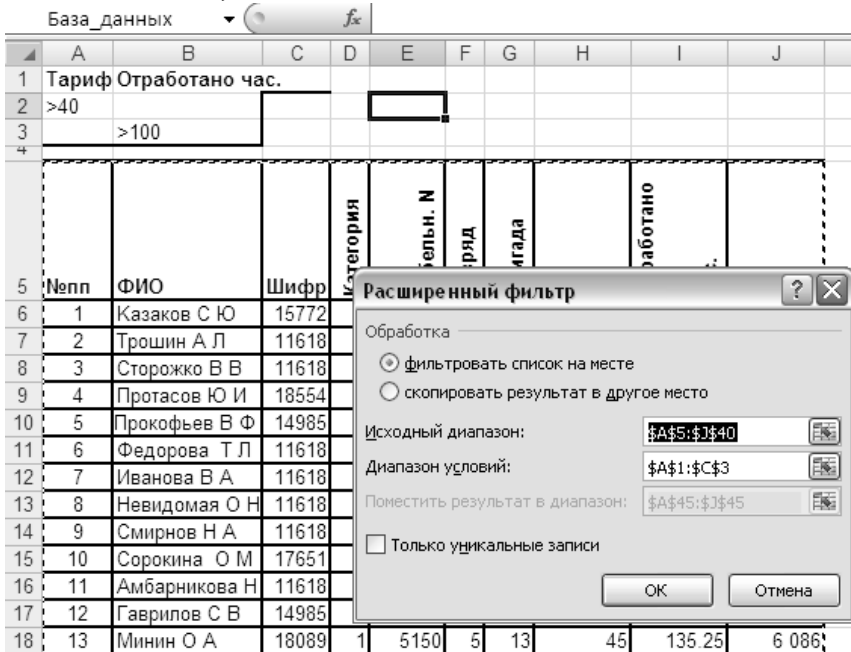 База_данных fx
A B C D E F G H I J
1 Тариф Отработано час.
2 >40
3 >100
4
5 №пп ФИО Шифр Категория
6 1 Казаков С Ю 15772
7 2 Трошин А Л 11618
8 3 Сторожко В В 11618
9 4 Протасов Ю И 18554
10 5 Прокофьев В Ф 14985
11 6 Федорова Т Л 11618
12 7 Иванова В А 11618
13 8 Невидомая О Н 11618
14 9 Смирнов Н А 11618
15 10 Сорокина О М 17651
16 11 Амбарникова Н 11618
17 12 Гаврилов С В 14985
18 13 Минин О А 18089 1 5150 5 13 45 135.25 6 086
Расширенный фильтр
Обработка
фильтровать список на месте
скопировать результат в другое место
Исходный диапазон: $A$5:$J$40
Диапазон условий: $A$1:$C$3
Поместить результат в диапазон: $A$45:$J$45
Только уникальные записи
ОК Отмена